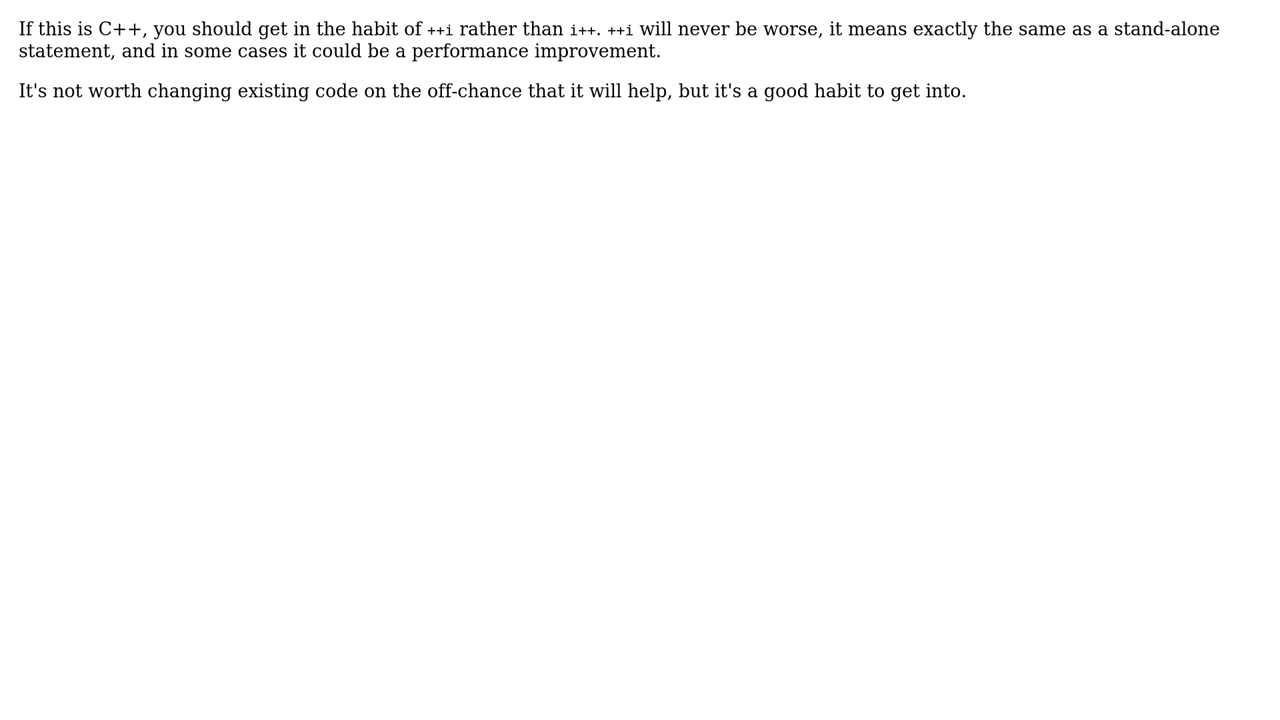 If this is C++, you should get in the habit of ++i rather than i++. ++i will never be worse, it means exactly the same as a stand-alone
statement, and in some cases it could be a performance improvement.
It's not worth changing existing code on the off-chance that it will help, but it's a good habit to get into.